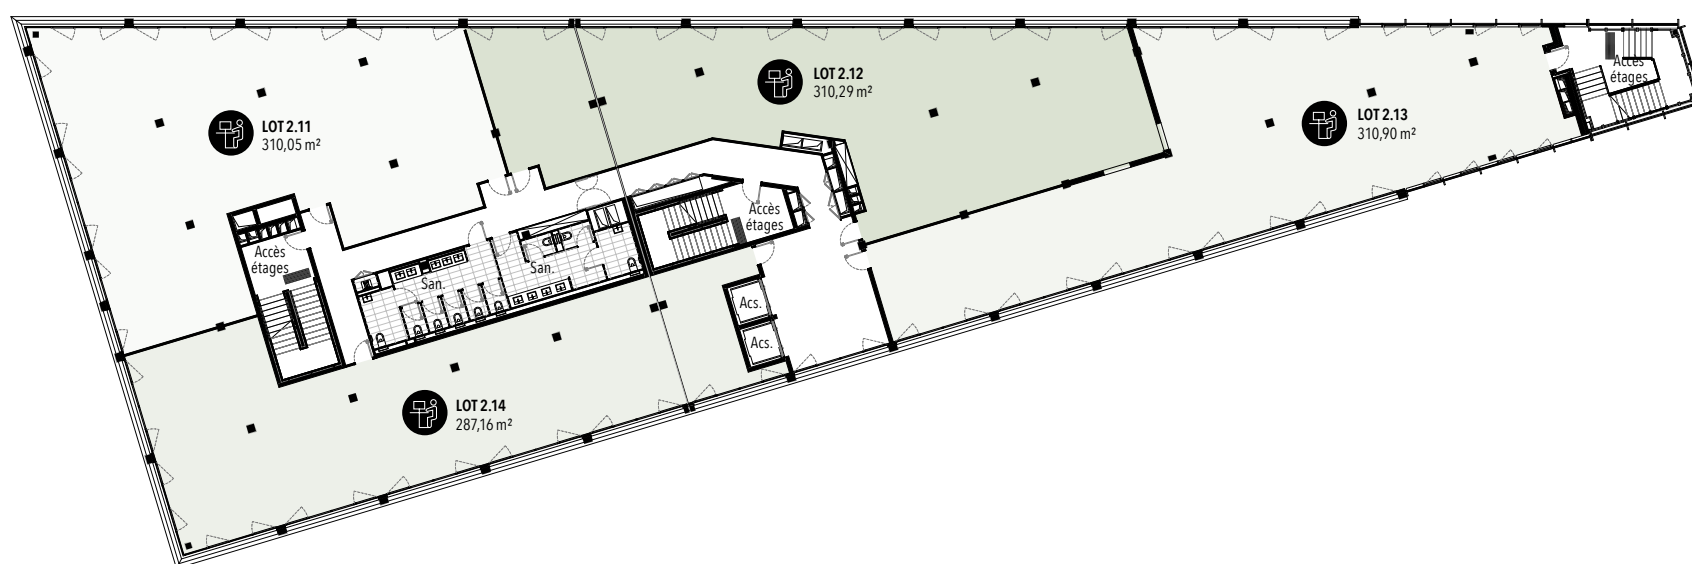 LOT 2.11
310,05 m²
LOT 2.12
310,29 m²
LOT 2.13
310,90 m²
Accès
étages
Accès
étages
Accès
étages
San.
San.
Acs.
Acs.
LOT 2.14
287,16 m²